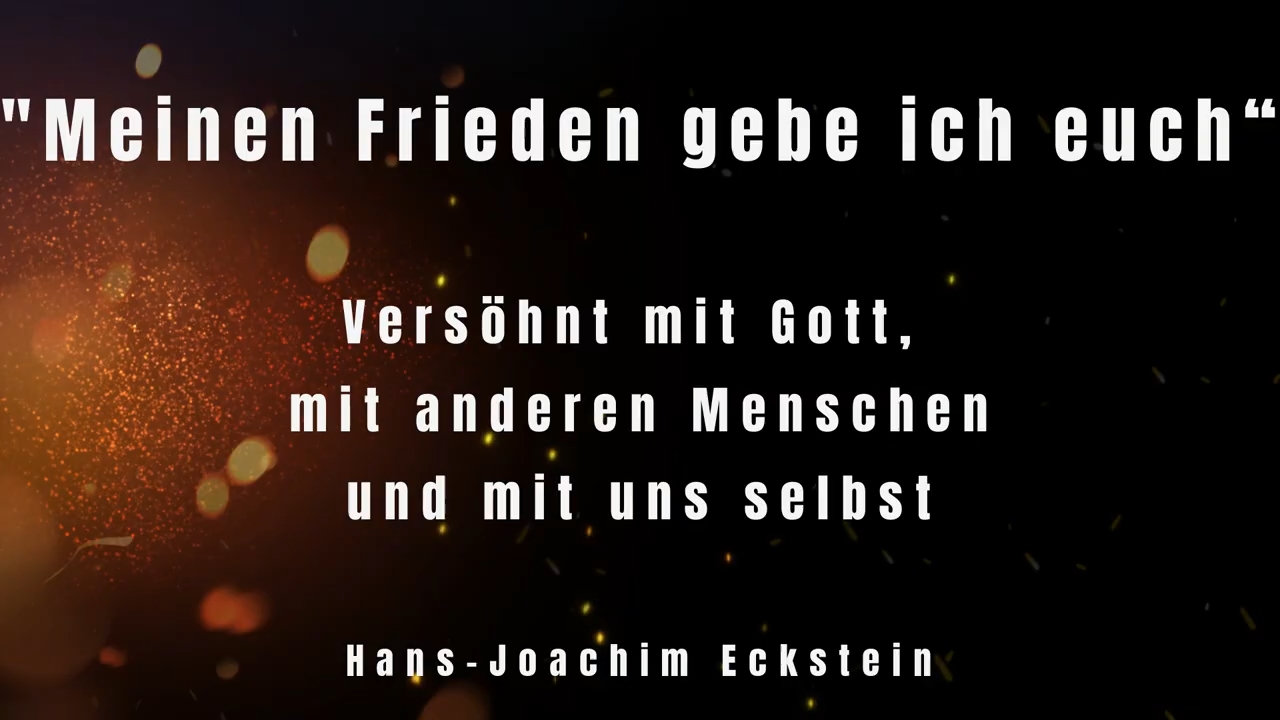 "Meinen Frieden gebe ich euch“
Versöhnt mit Gott,
mit anderen Menschen
und mit uns selbst
Hans-Joachim Eckstein